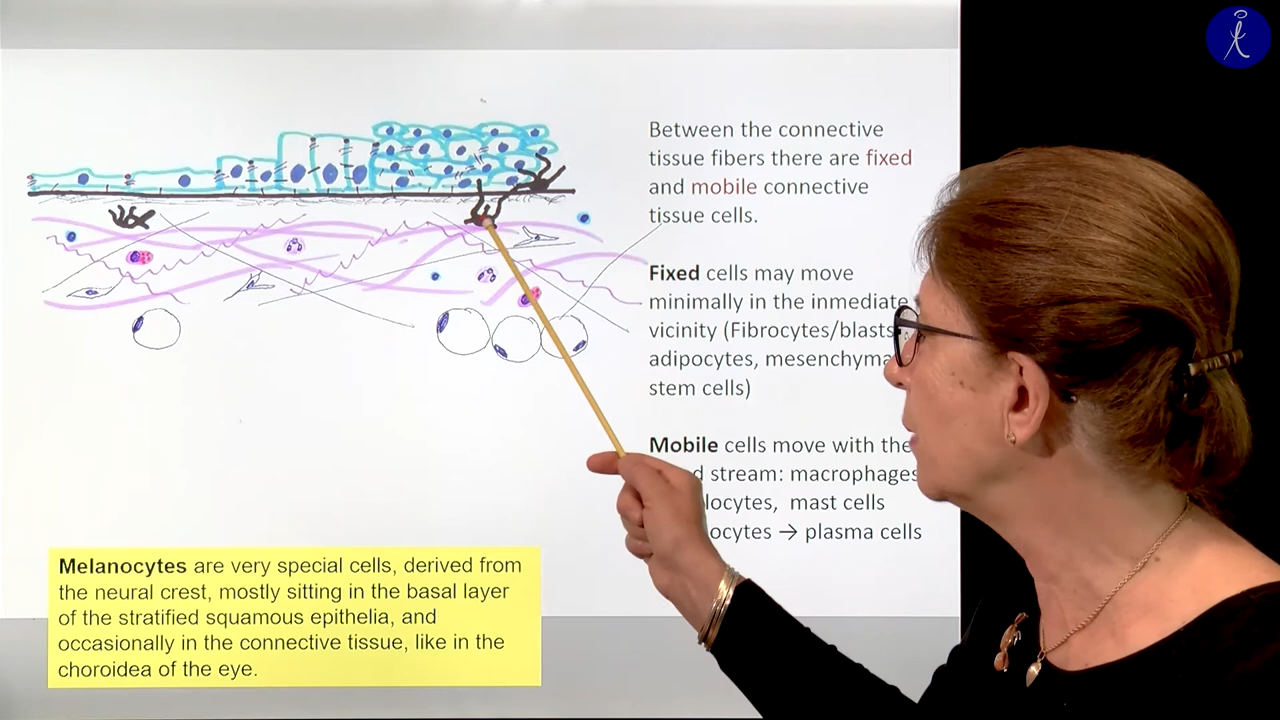 Between the connective
tissue fibers there are fixed
and mobile connective
tissue cells.
Fixed cells may move
minimally in the inmediate
vicinity (Fibrocytes/blasts
adipocytes, mesenchyma
stem cells)
Mobile cells move with the
stream: macrophages
mast cells
plasma cells
Melanocytes are very special cells, derived from
the neural crest, mostly sitting in the basal layer
of the stratified squamous epithelia, and
occasionally in the connective tissue, like in the
choroidea of the eye.